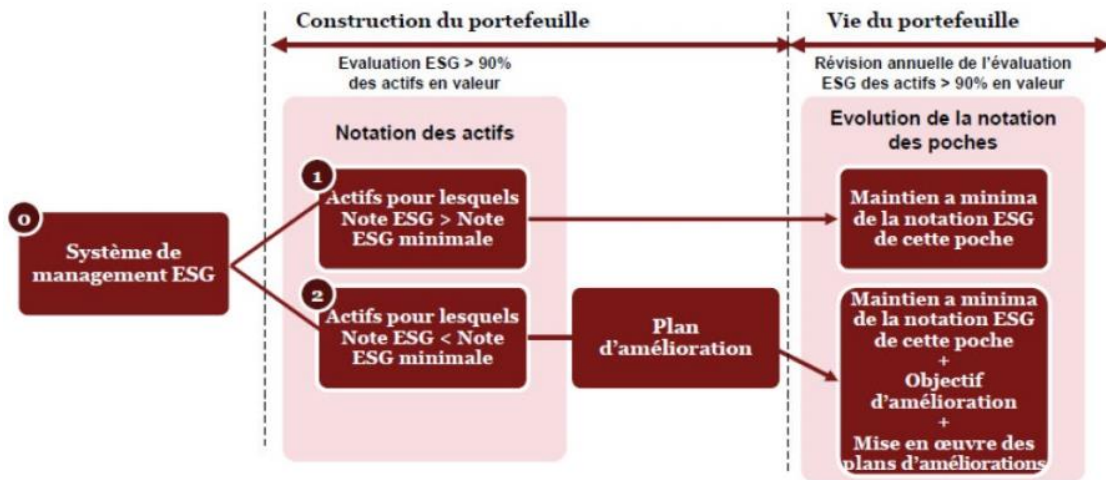 Construction du portefeuille
Vie du portefeuille
Evaluation ESG > 90%
des actifs en valeur
Révision annuelle de l'évaluation
ESG des actifs > 90% en valeur
Notation des actifs
Evolution de la notation
des poches
0
Système de
management ESG
1
Actifs pour lesquels
Note ESG > Note
ESG minimale
Maintien a minima
de la notation ESG
de cette poche
2
Actifs pour lesquels
Note ESG < Note
ESG minimale
Plan
d'amélioration
Maintien a minima
de la notation ESG
de cette poche
+
Objectif
d'amélioration
+
Mise en œuvre des
plans d'améliorations